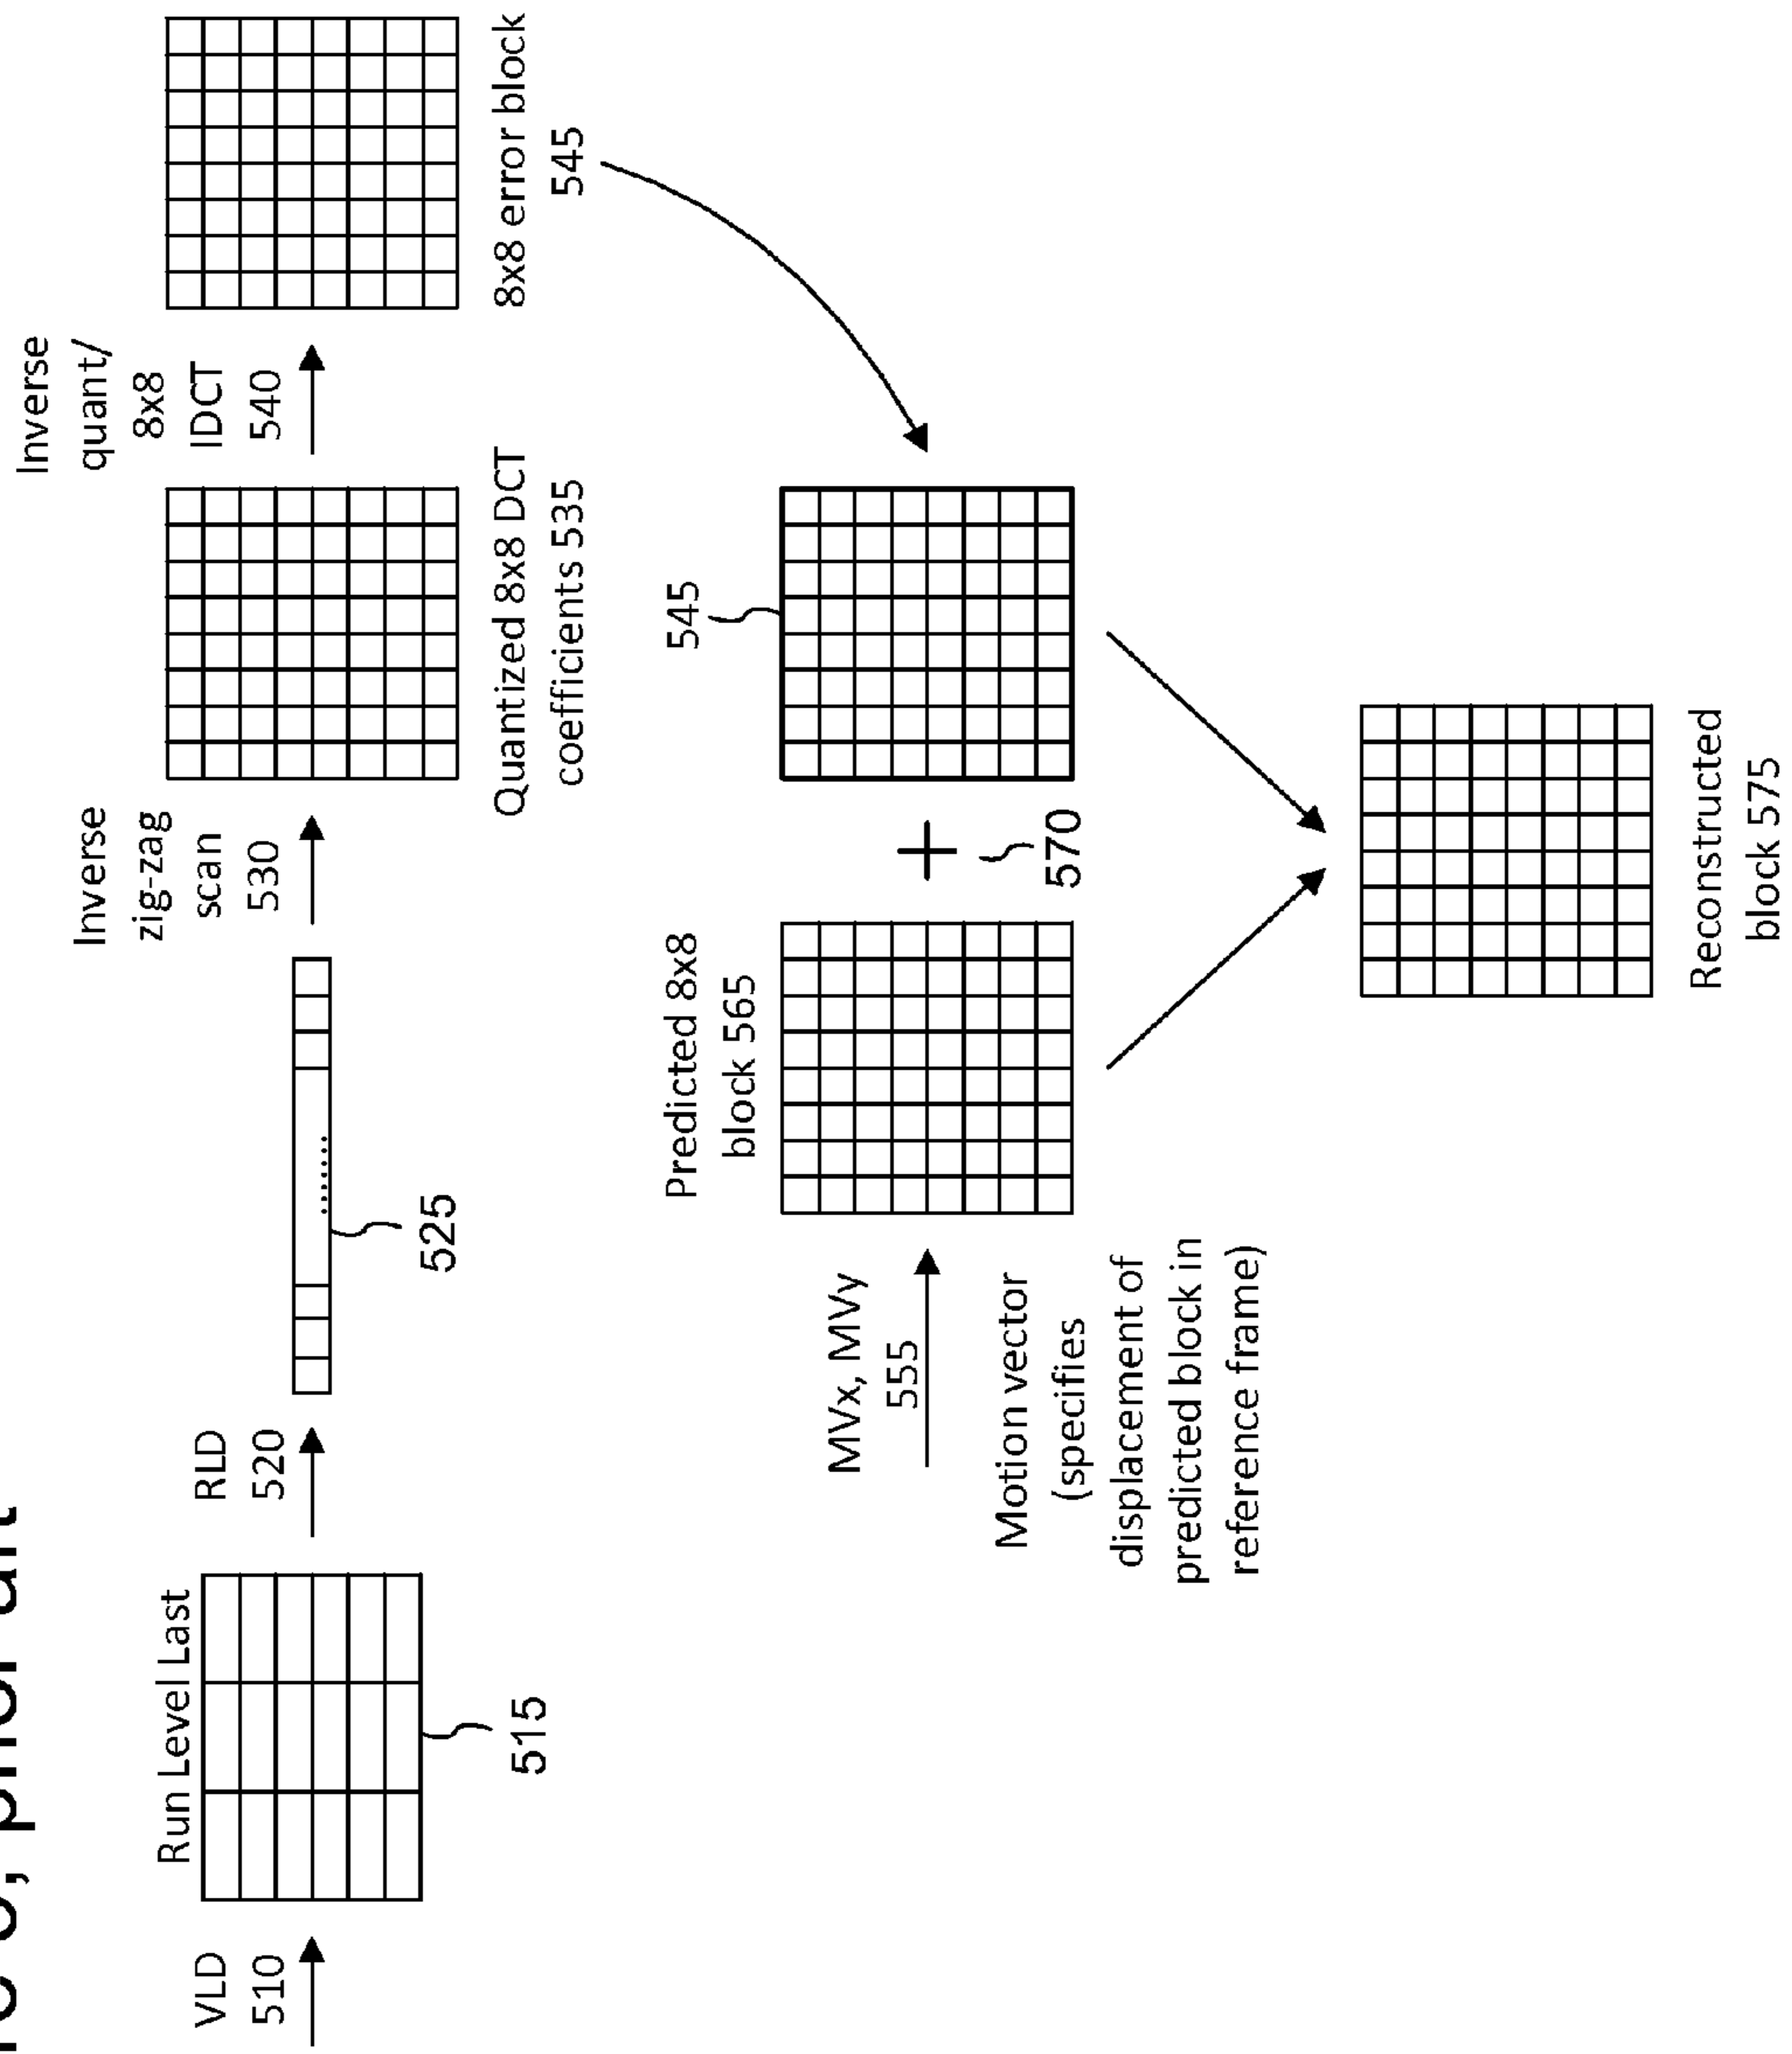 prior art
VLD
510
Run Level Last
515
RLD
520
525
Inverse
zig-zag
scan
530
Quantized 8x8 DCT
coefficients 535
Inverse
quant/
8x8
IDCT
540
8x8 error block
545
MVx, MVy
555
Motion vector
(specifies
displacement of
predicted block in
reference frame)
Predicted 8x8
block 565
570
545
Reconstructed
block 575